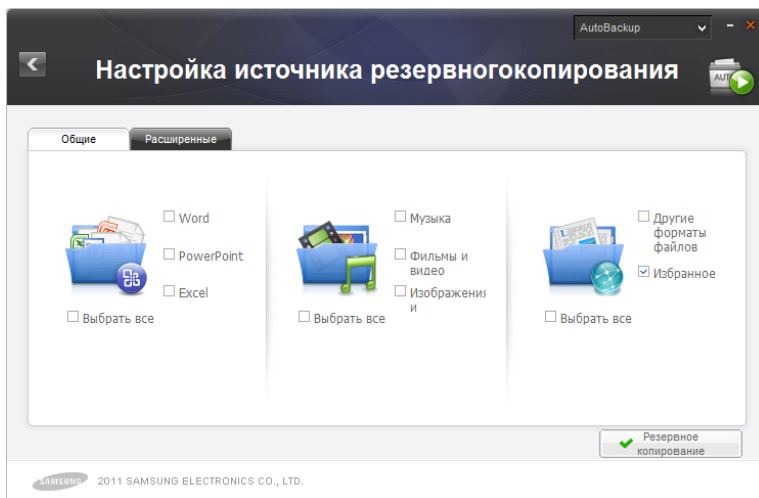 AutoBackup
Настройка источника резервногокопирования
AUTO
Общие
Расширенные
Word
PowerPoint
Excel
Выбрать все
Музыка
Фильмы и
видео
Изображения
и
Выбрать все
Другие
форматы
файлов
Избранное
Выбрать все
Резервное
копирование
SAMSUNG
2011 SAMSUNG ELECTRONICS CO., LTD.